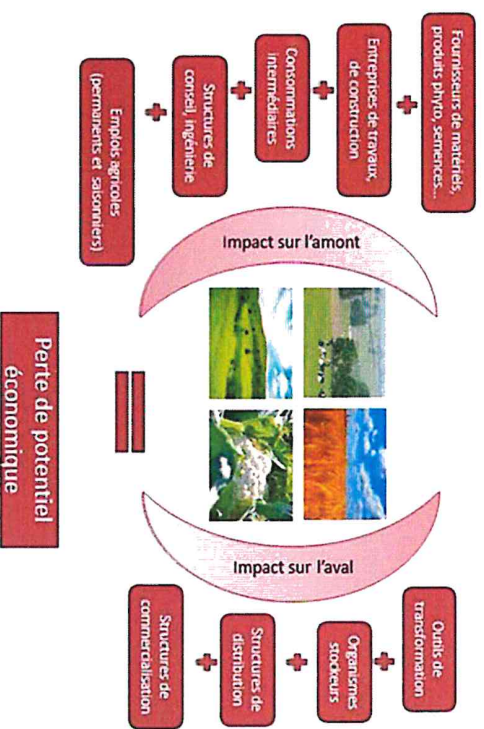 Fournisseurs de matériels,
produits phyto, semences...
+
Entreprises de travaux,
de construction
+
Consommations
intermédiaires
+
Structures de
conseil, ingénierie
+
Emplois agricoles
(permanents et saisonniers)
Impact sur l'amont
Impact sur l'aval
Outils de
transformation
+
Organismes
stockeurs
+
Structures de
distribution
+
Structures de
commercialisation
=
Perte de potentiel
économique